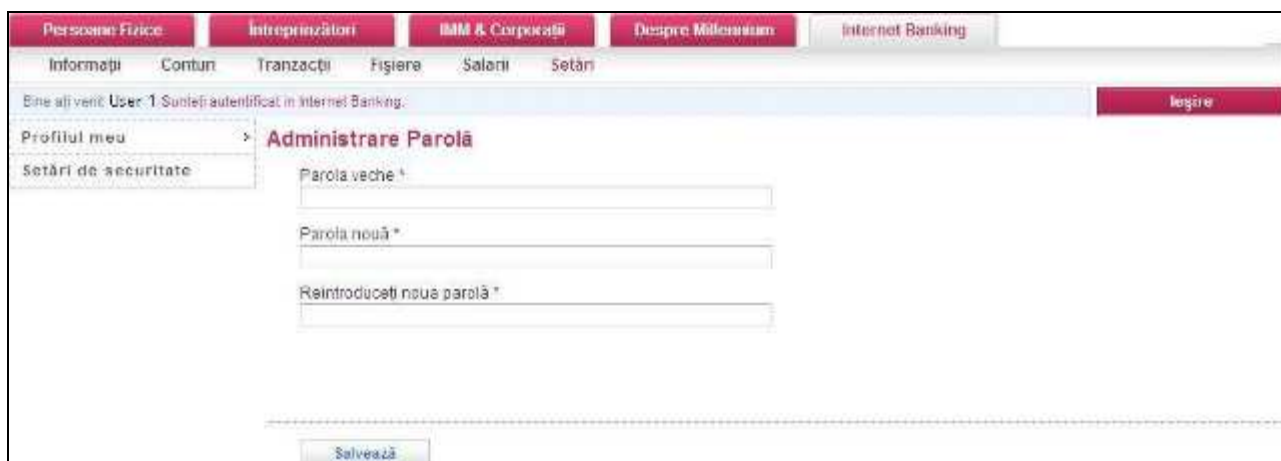 Persoane Fizice Întreprinzători IMM & Corporații Despre Millennium Internet Banking
Informații Conturi Tranzacții Fișiere Salarii Setări
Bine ați venit User 1 Sunteți autentificat in Internet Banking. Ieșire
Profilul meu >
Setări de securitate
Administrare Parolă
Parola veche *
Parola nouă *
Reintroduceți noua parolă *
Salvează